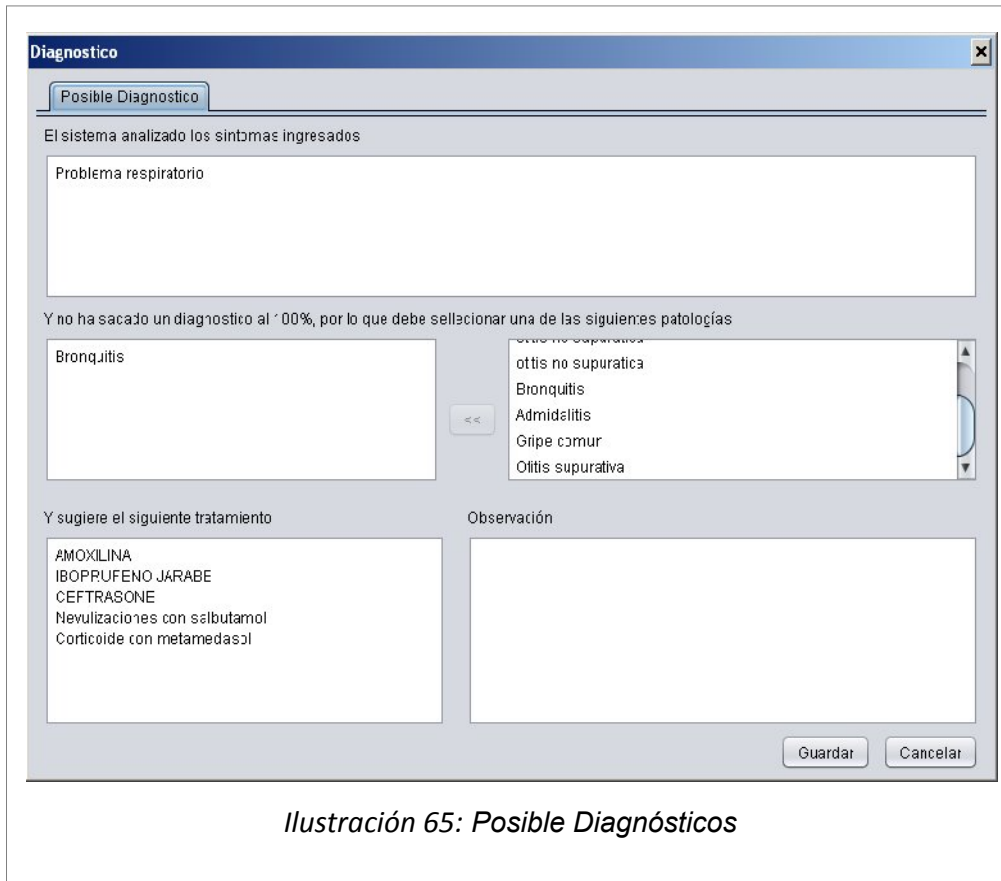 Diagnostico
Posible Diagnostico
El sistema analizado los sintomas ingresados
Problema respiratorio
Y no ha sacado un diagnostico al 100%, por lo que debe sellecionar una de las siguientes patologías
Bronquitis
<<
ottis no supuratica
Bronquitis
Admidalitis
Gripe comun
Otitis supurativa
Y sugiere el siguiente tratamiento
Observación
AMOXILINA
IBOPRUFENO JARABE
CEFTRASONE
Nevulizaciones con salbutamol
Corticoide con metamedasol
Guardar
Cancelar
Ilustración 65: Posible Diagnósticos